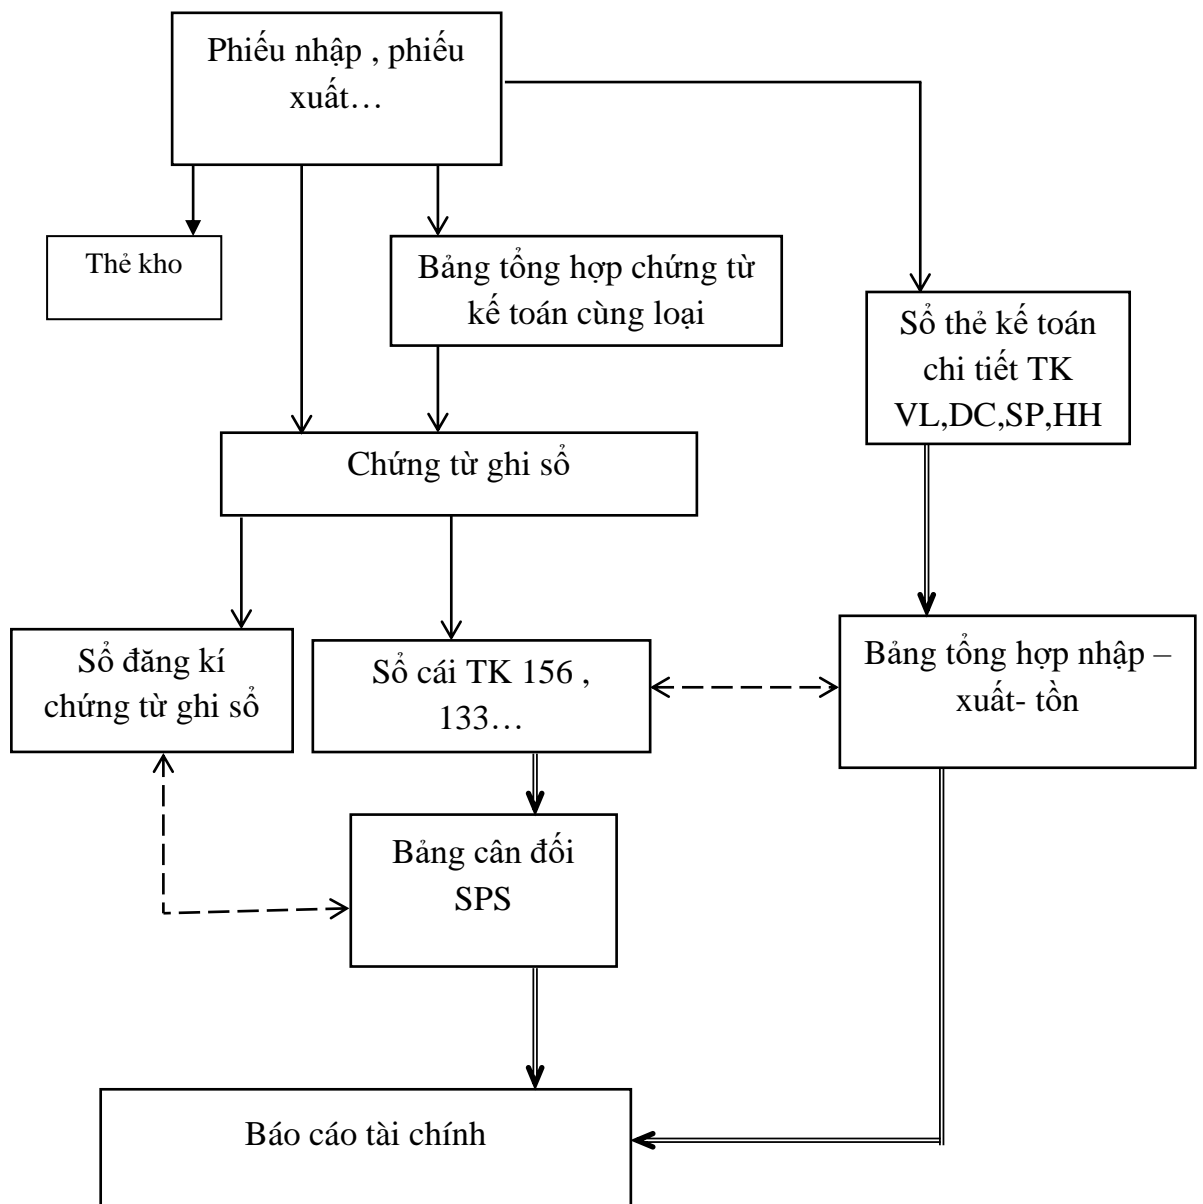 Phiếu nhập , phiếu
xuất…
Thẻ kho
Bảng tổng hợp chứng từ
kế toán cùng loại
Sổ thẻ kế toán
chi tiết TK
VL,DC,SP,HH
Chứng từ ghi sổ
Sổ đăng kí
chứng từ ghi sổ
Sổ cái TK 156 ,
133…
Bảng tổng hợp nhập –
xuất- tồn
Bảng cân đối
SPS
Báo cáo tài chính